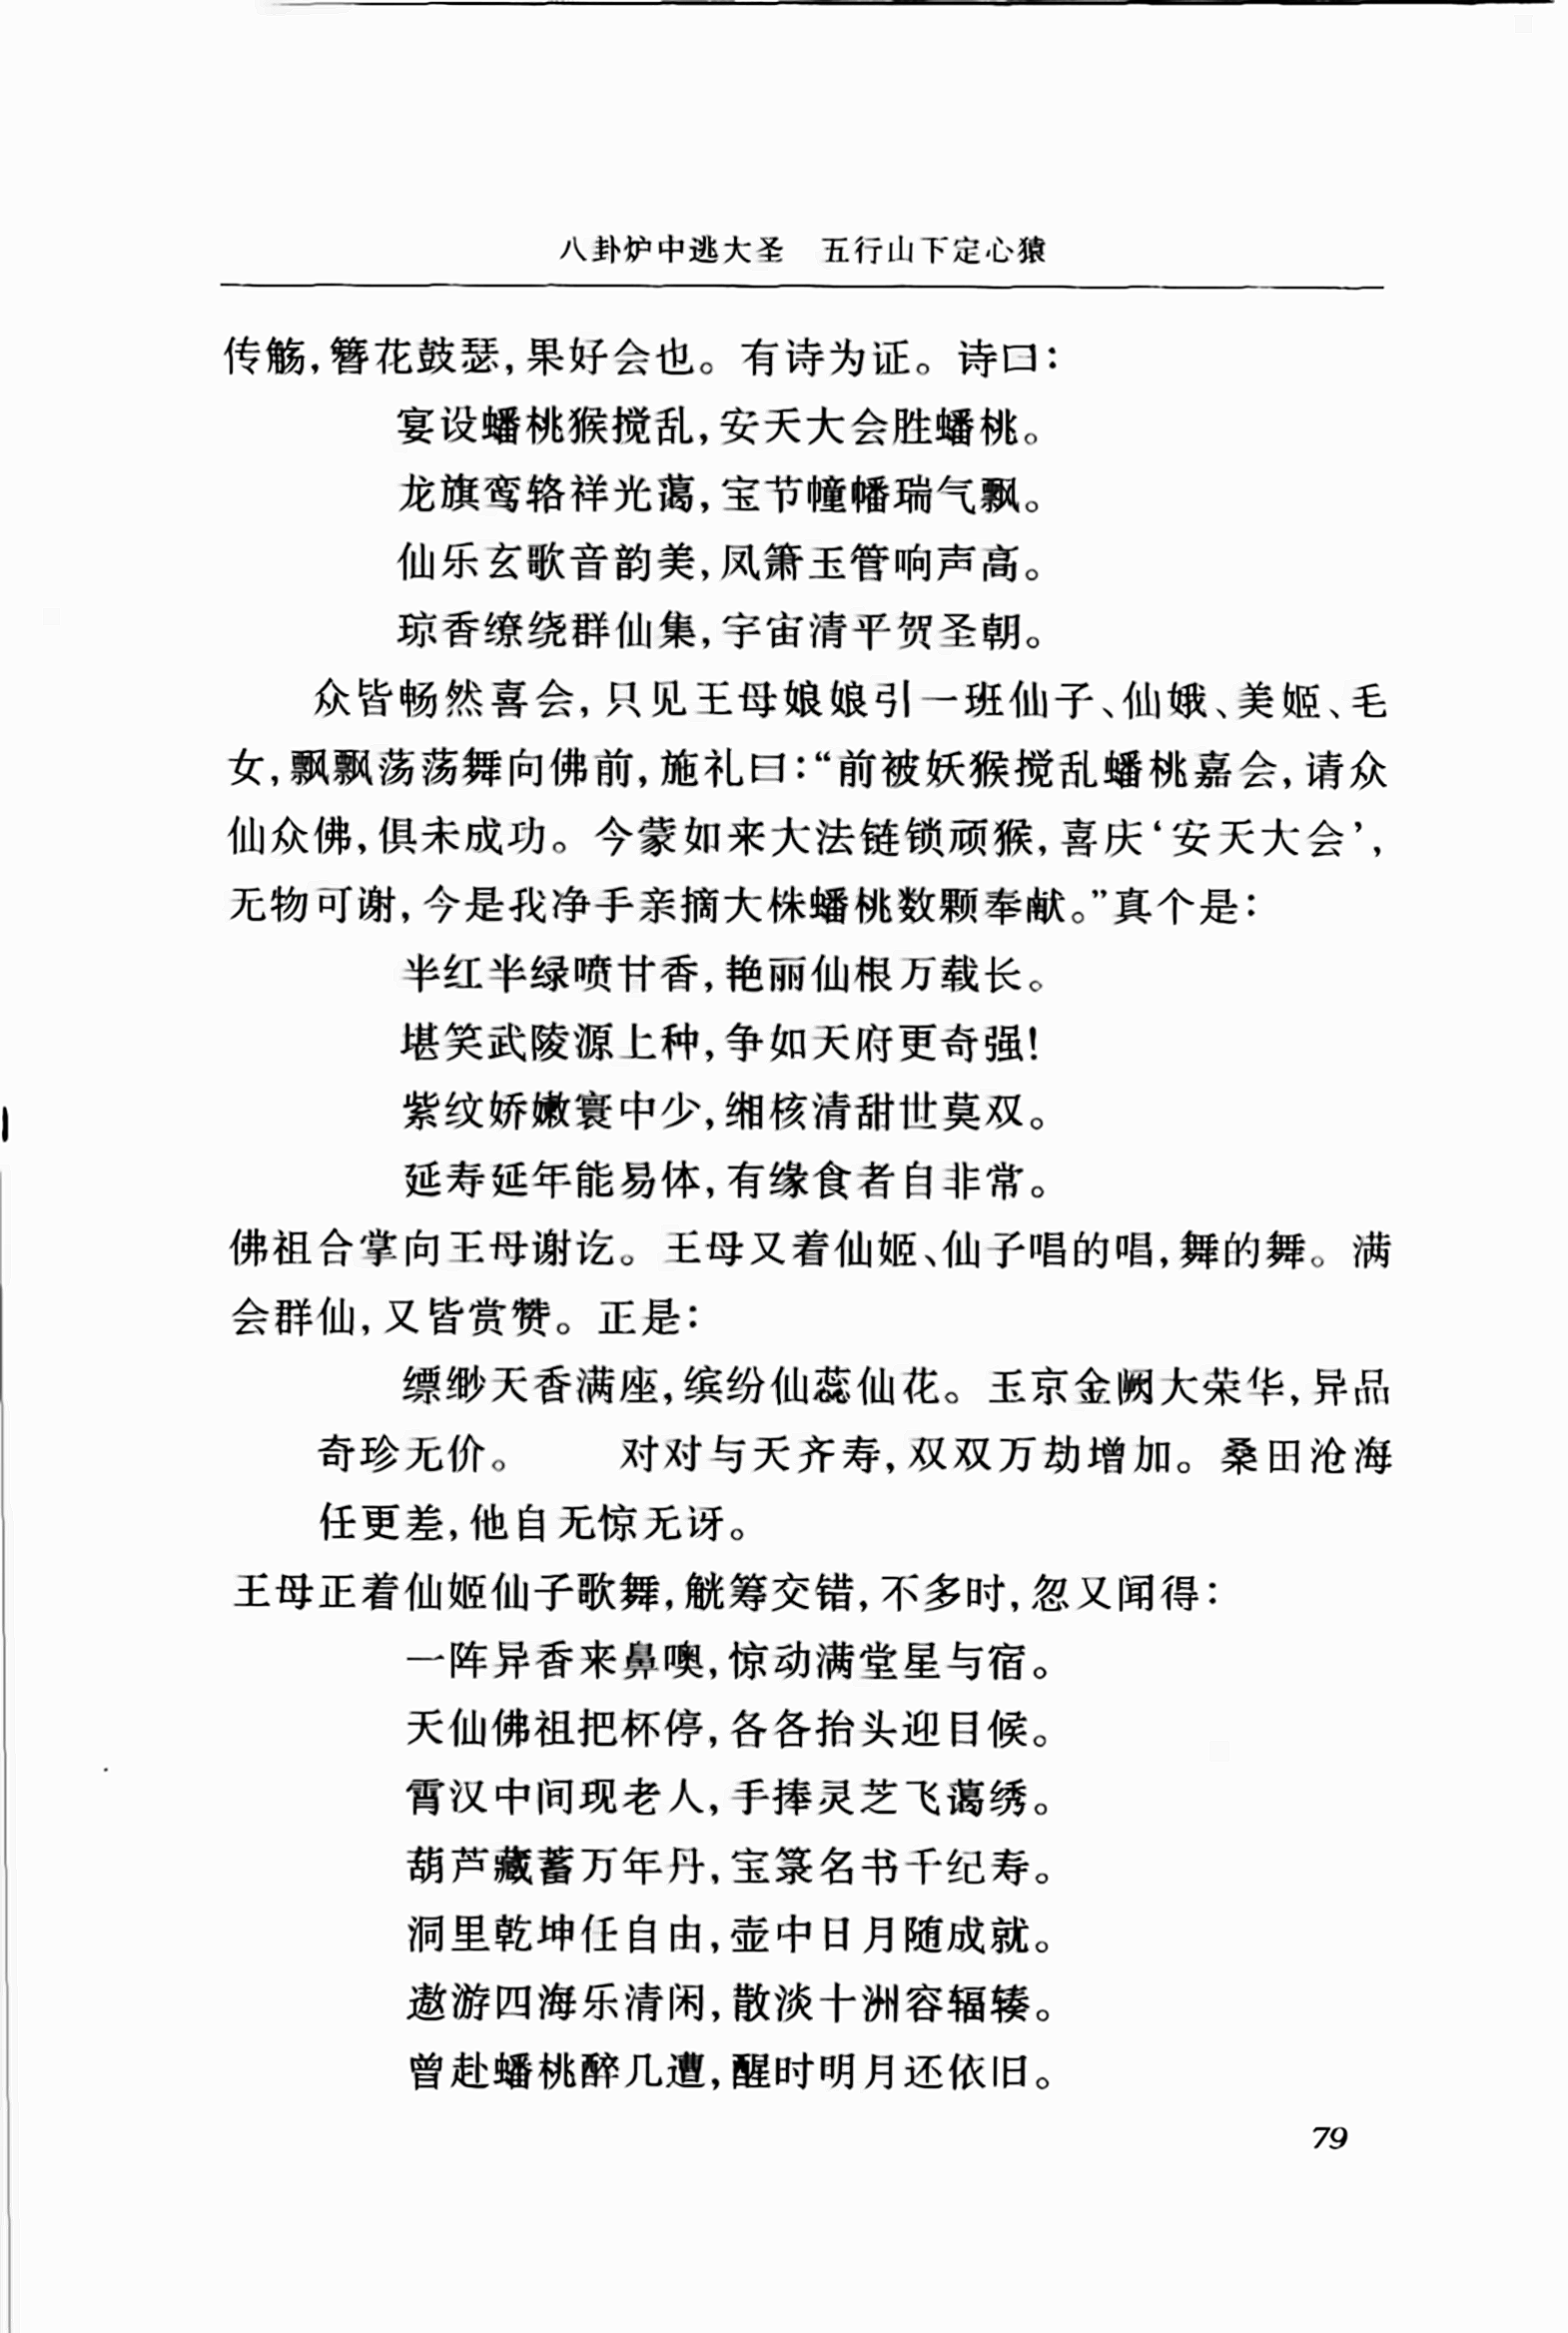 八卦炉中逃大圣　五行山下定心猿
传觞,簪花鼓瑟,果好会也。有诗为证。诗曰:
宴设蟠桃猴搅乱,安天大会胜蟠桃。
龙旗鸾辂祥光蔼,宝节幢幡瑞气飘。
仙乐玄歌音韵美,凤箫玉管响声高。
琼香缭绕群仙集,宇宙清平贺圣朝。
众皆畅然喜会,只见王母娘娘引一班仙子、仙娥、美姬、毛
女,飘飘荡荡舞向佛前,施礼曰:“前被妖猴搅乱蟠桃嘉会,请众
仙众佛,俱未成功。今蒙如来大法链锁顽猴,喜庆‘安天大会’,
无物可谢,今是我净手亲摘大株蟠桃数颗奉献。”真个是:
半红半绿喷甘香,艳丽仙根万载长。
堪笑武陵源上种,争如天府更奇强!
紫纹娇嫩寰中少,缃核清甜世莫双。
延寿延年能易体,有缘食者自非常。
佛祖合掌向王母谢讫。王母又着仙姬、仙子唱的唱,舞的舞。满
会群仙,又皆赏赞。正是:
缥缈天香满座,缤纷仙蕊仙花。玉京金阙大荣华,异品
奇珍无价。　　对对与天齐寿,双双万劫增加。桑田沧海
任更差,他自无惊无讶。
王母正着仙姬仙子歌舞,觥筹交错,不多时,忽又闻得:
一阵异香来鼻噢,惊动满堂星与宿。
天仙佛祖把杯停,各各抬头迎目候。
霄汉中间现老人,手捧灵芝飞蔼绣。
葫芦藏蓄万年丹,宝箓名书千纪寿。
洞里乾坤任自由,壶中日月随成就。
遨游四海乐清闲,散淡十洲容辐辏。
曾赴蟠桃醉几遭,醒时明月还依旧。
79